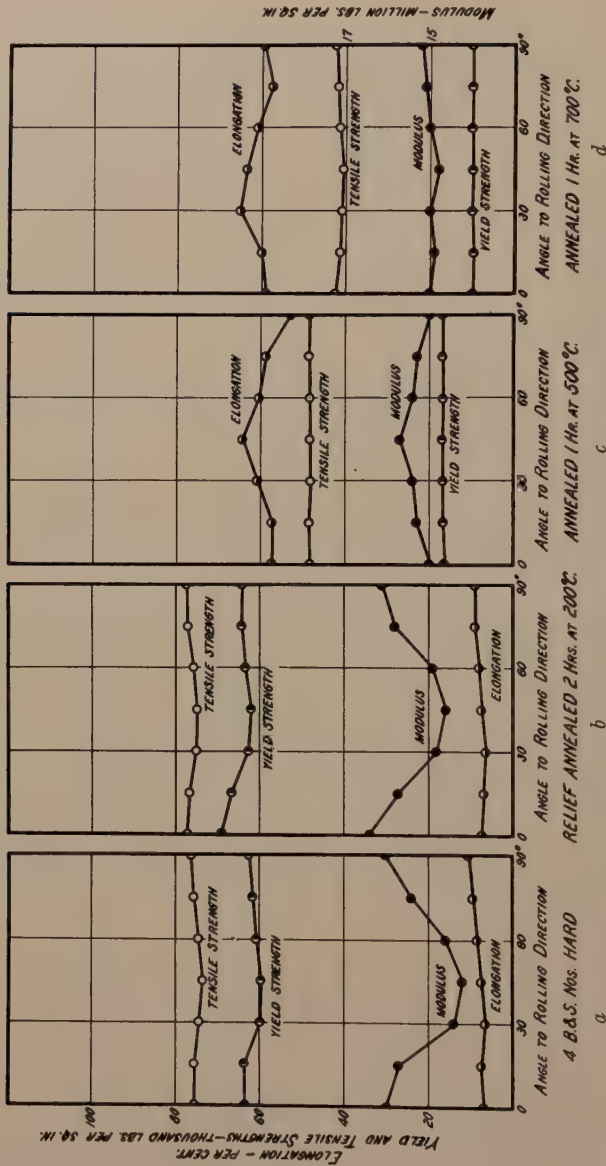 ELONGATION - PER CENT.
YIELD AND TENSILE STRENGTHS-THOUSAND LBS. PER SQ. IN.
100
80
60
40
20
TENSILE STRENGTH
YIELD STRENGTH
MODULUS
ELONGATION
0 30 60 90°
ANGLE TO ROLLING DIRECTION
4 B.& S. NOS. HARD
a
TENSILE STRENGTH
YIELD STRENGTH
MODULUS
ELONGATION
0 30 60 90°
ANGLE TO ROLLING DIRECTION
RELIEF ANNEALED 2 HRS. AT 200°C.
b
ELONGATION
TENSILE STRENGTH
MODULUS
YIELD STRENGTH
0 30 60 90°
ANGLE TO ROLLING DIRECTION
ANNEALED 1 HR. AT 500°C.
c
ELONGATION
TENSILE STRENGTH
MODULUS
YIELD STRENGTH
0 30 60 90°
ANGLE TO ROLLING DIRECTION
ANNEALED 1 HR. AT 700°C.
d
17
15
MODULUS-MILLION LBS. PER SQ. IN.